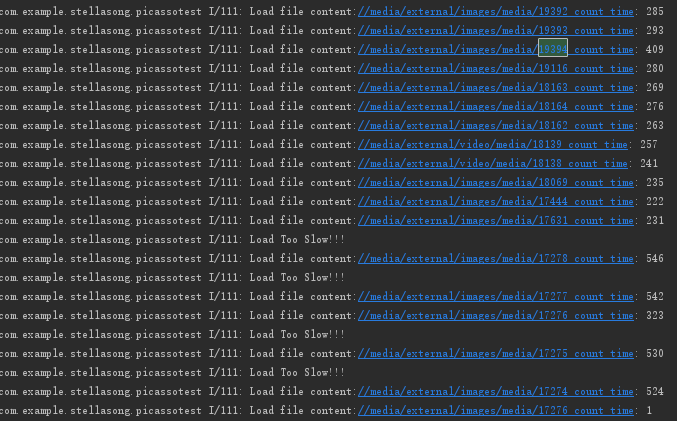 com.example.stellasong.picassotest I/111: Load file content://media/external/images/media/19392 count time: 285
com.example.stellasong.picassotest I/111: Load file content://media/external/images/media/19393 count time: 293
com.example.stellasong.picassotest I/111: Load file content://media/external/images/media/19394 count time: 409
com.example.stellasong.picassotest I/111: Load file content://media/external/images/media/19116 count time: 280
com.example.stellasong.picassotest I/111: Load file content://media/external/images/media/18163 count time: 269
com.example.stellasong.picassotest I/111: Load file content://media/external/images/media/18164 count time: 276
com.example.stellasong.picassotest I/111: Load file content://media/external/images/media/18162 count time: 263
com.example.stellasong.picassotest I/111: Load file content://media/external/video/media/18139 count time: 257
com.example.stellasong.picassotest I/111: Load file content://media/external/video/media/18138 count time: 241
com.example.stellasong.picassotest I/111: Load file content://media/external/images/media/18069 count time: 235
com.example.stellasong.picassotest I/111: Load file content://media/external/images/media/17444 count time: 222
com.example.stellasong.picassotest I/111: Load file content://media/external/images/media/17631 count time: 231
com.example.stellasong.picassotest I/111: Load Too Slow!!!
com.example.stellasong.picassotest I/111: Load file content://media/external/images/media/17278 count time: 546
com.example.stellasong.picassotest I/111: Load Too Slow!!!
com.example.stellasong.picassotest I/111: Load file content://media/external/images/media/17277 count time: 542
com.example.stellasong.picassotest I/111: Load file content://media/external/images/media/17276 count time: 323
com.example.stellasong.picassotest I/111: Load Too Slow!!!
com.example.stellasong.picassotest I/111: Load file content://media/external/images/media/17275 count time: 530
com.example.stellasong.picassotest I/111: Load Too Slow!!!
com.example.stellasong.picassotest I/111: Load file content://media/external/images/media/17274 count time: 524
com.example.stellasong.picassotest I/111: Load file content://media/external/images/media/17276 count time: 1